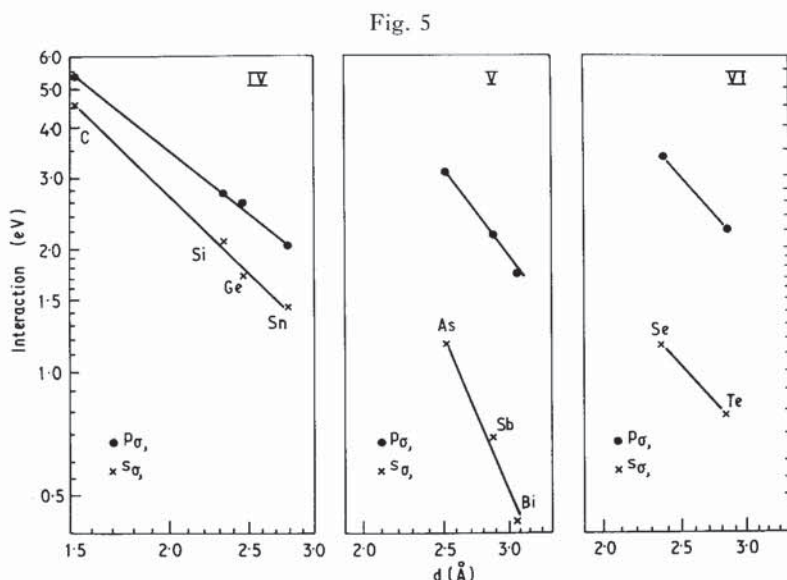 Fig. 5
Interaction (eV)
6·0
5·0
4·0
3·0
2·0
1·5
1·0
0·5
IV
C
Si
Ge
Sn
pσ,
sσ,
1·5
2·0
2·5
3·0
V
As
Sb
Bi
pσ,
sσ,
2·0
2·5
3·0
d(Å)
VI
Se
Te
pσ,
sσ,
2·0
2·5
3·0